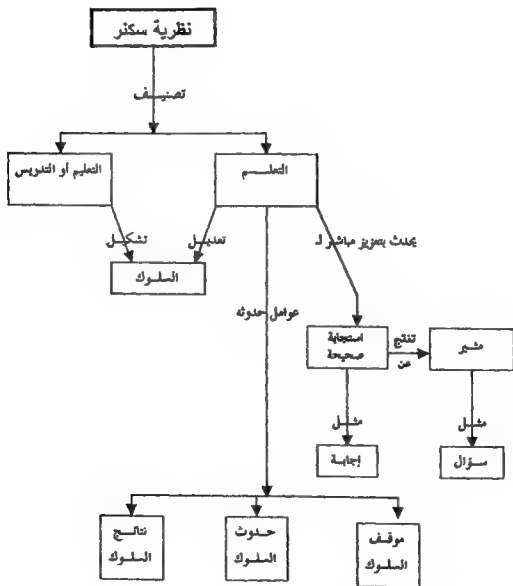 نظرية سكنر
تصنيف
التعلم
التعليم أو التدريس
يحدث بتعزيز مباشر لـ
تعديل
تشكيل
السلوك
عوامل حدوثه
استجابة
صحيحة
تنتج
عن
مثير
مثل
مثل
إجابة
سؤال
موقف
السلوك
حدوث
السلوك
نتائج
السلوك